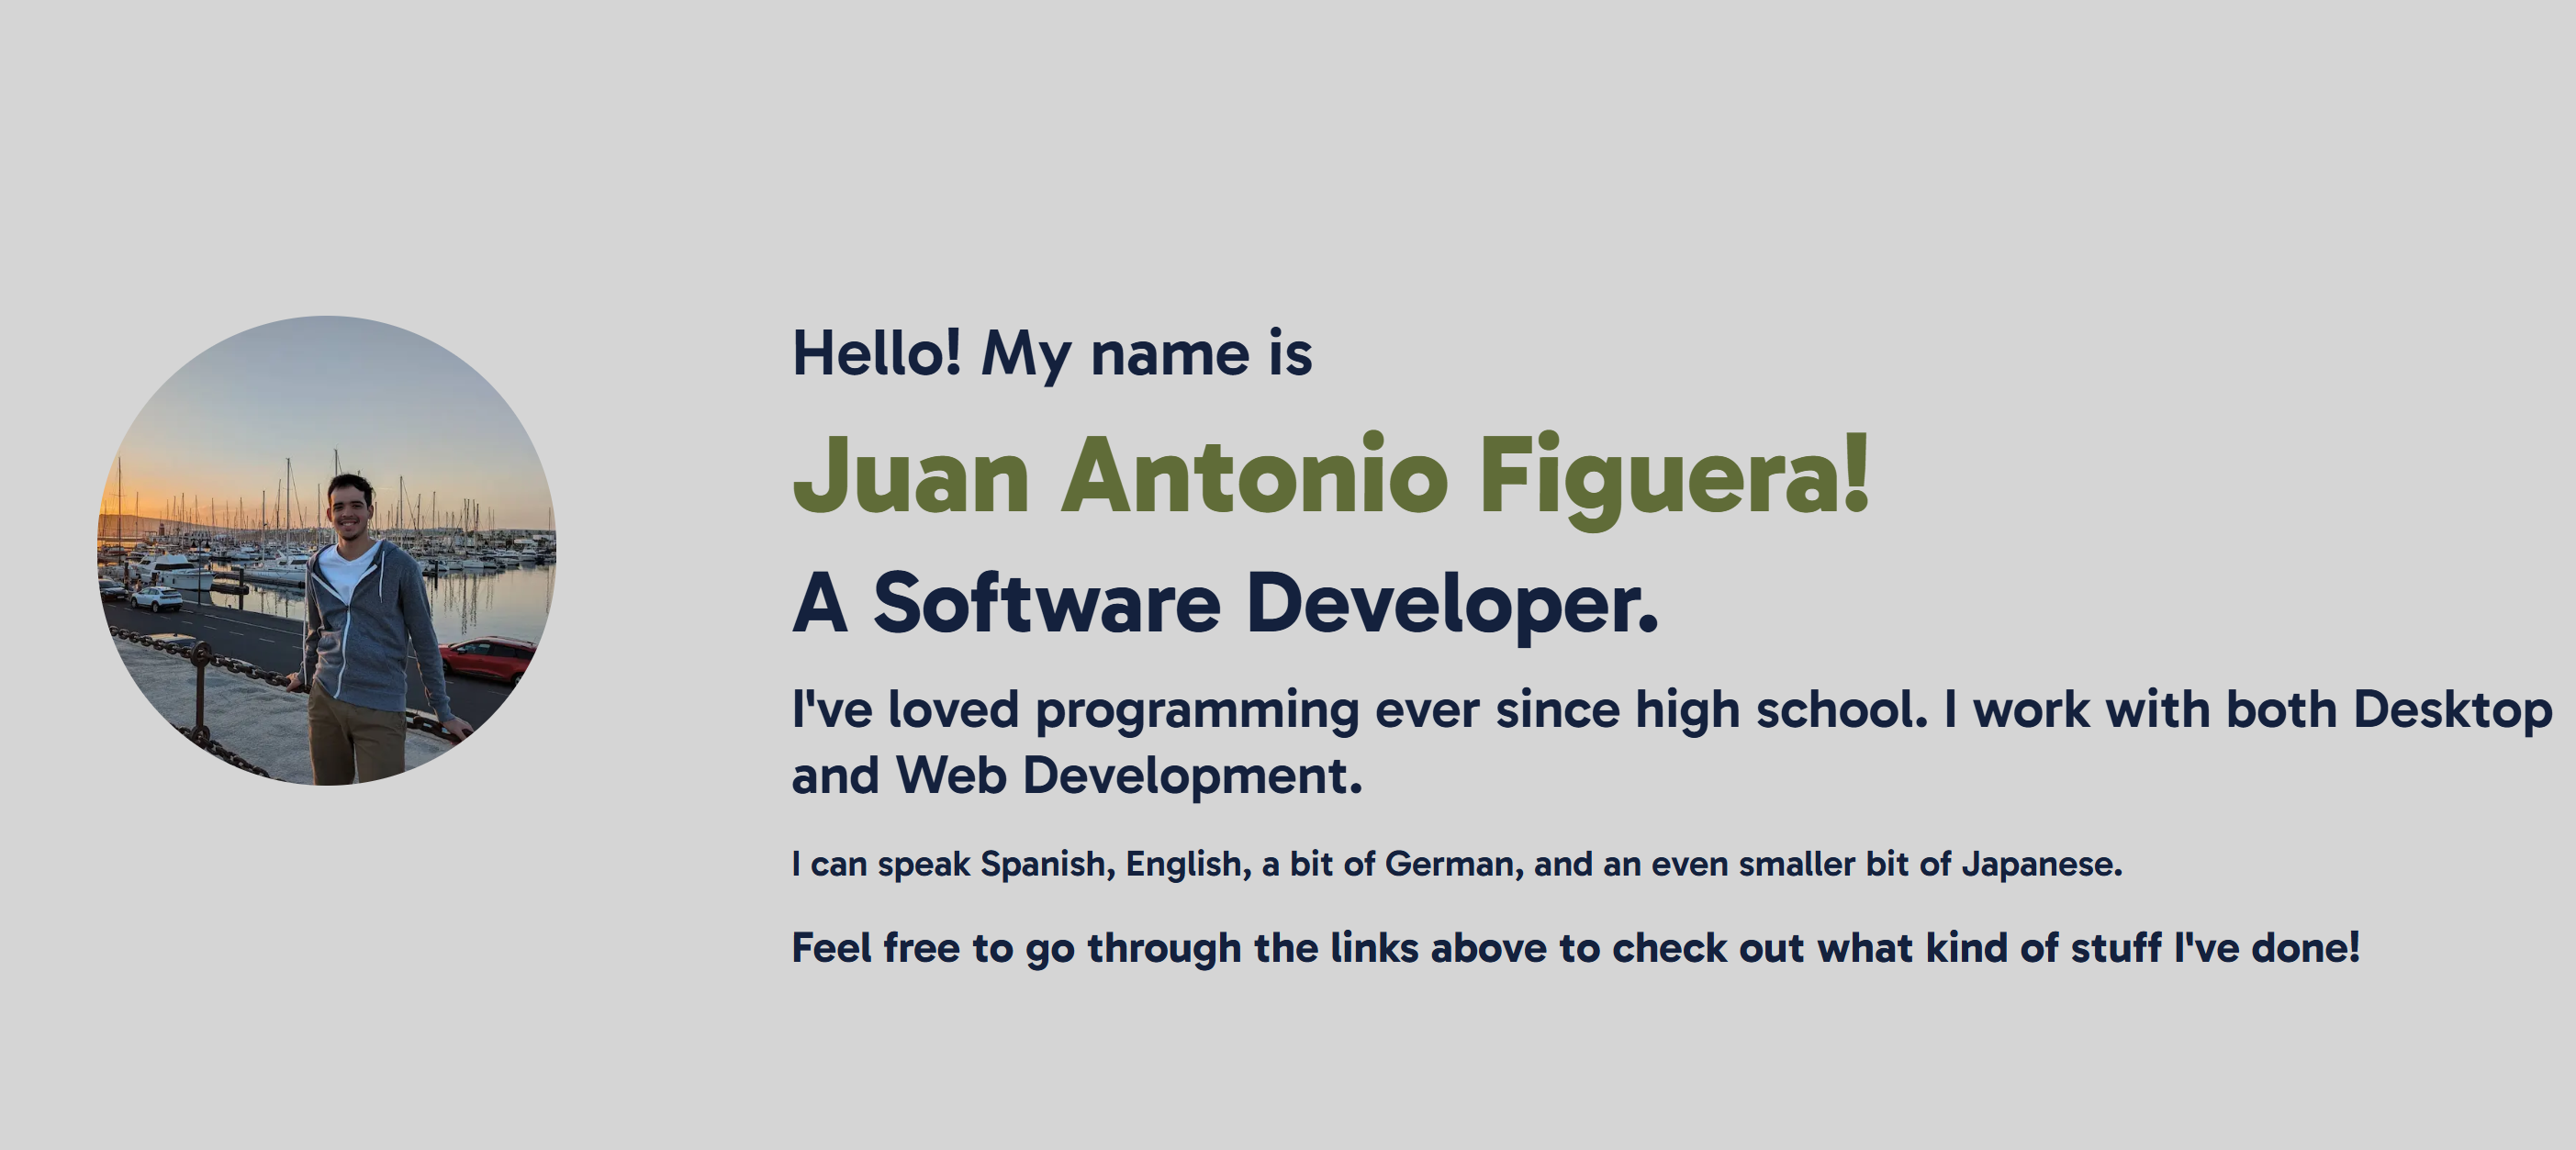 Hello! My name is
Juan Antonio Figuera!
A Software Developer.
I've loved programming ever since high school. I work with both Desktop
and Web Development.
I can speak Spanish, English, a bit of German, and an even smaller bit of Japanese.
Feel free to go through the links above to check out what kind of stuff I've done!